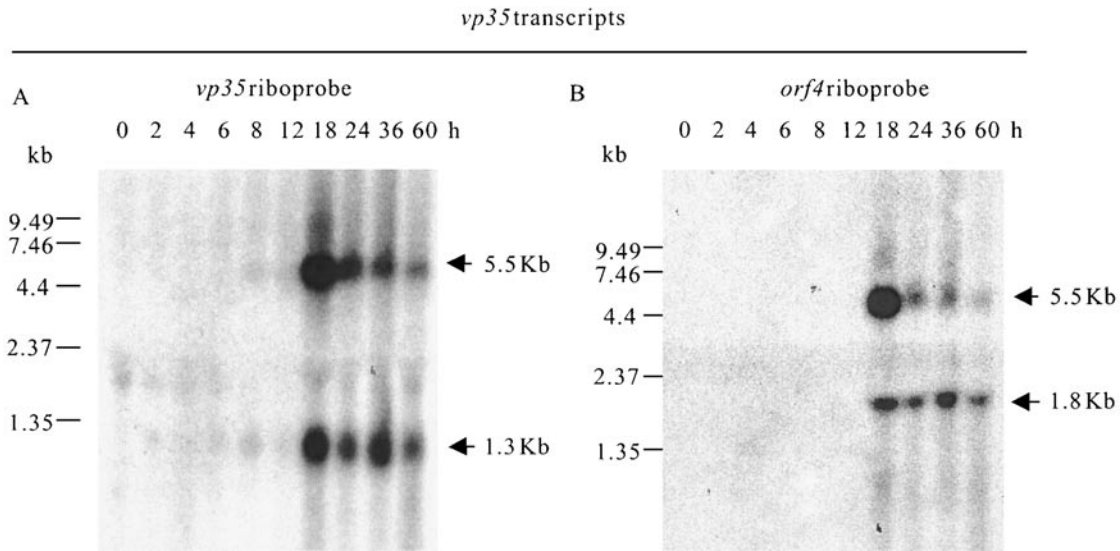 vp35 transcripts
A
vp35 riboprobe
0 2 4 6 8 12 18 24 36 60 h
kb
9.49
7.46
4.4
2.37
1.35
5.5 Kb
1.3 Kb
B
orf4 riboprobe
0 2 4 6 8 12 18 24 36 60 h
kb
9.49
7.46
4.4
2.37
1.35
5.5 Kb
1.8 Kb